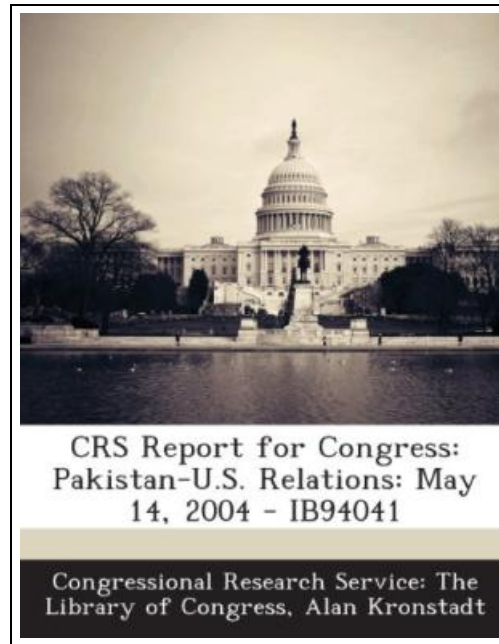 CRS Report for Congress:
Pakistan-U.S. Relations: May
14, 2004 - IB94041
Congressional Research Service: The
Library of Congress, Alan Kronstadt